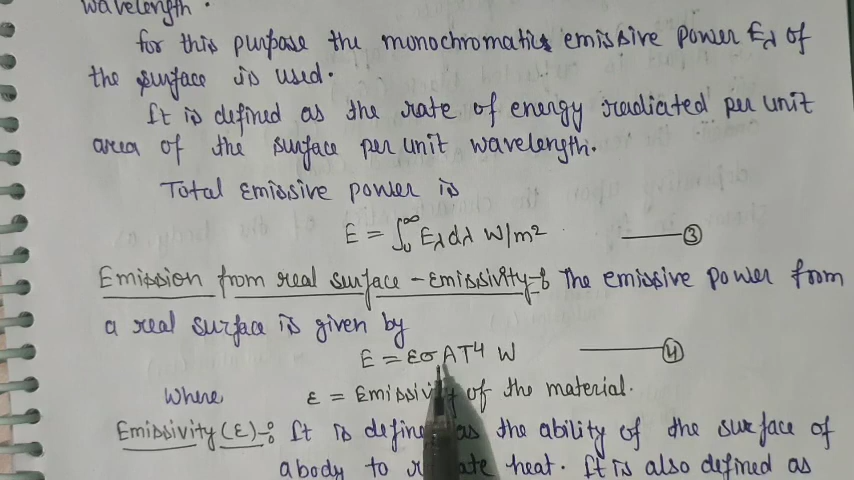 wavelength.
for this purpose the monochromatic emissive power Eλ of
the surface is used.
It is defined as the rate of energy radiated per unit
area of the surface per unit wavelength.
Total Emissive power is
E = ∫₀^∞ Eλ dλ W/m² —— ③
Emission from real surface - Emissivity :- The emissive power from
a real surface is given by
E = εσAT⁴ W —— ④
Where ε = Emissivity of the material.
Emissivity (ε) :- It is defined as the ability of the surface of
a body to radiate heat. It is also defined as